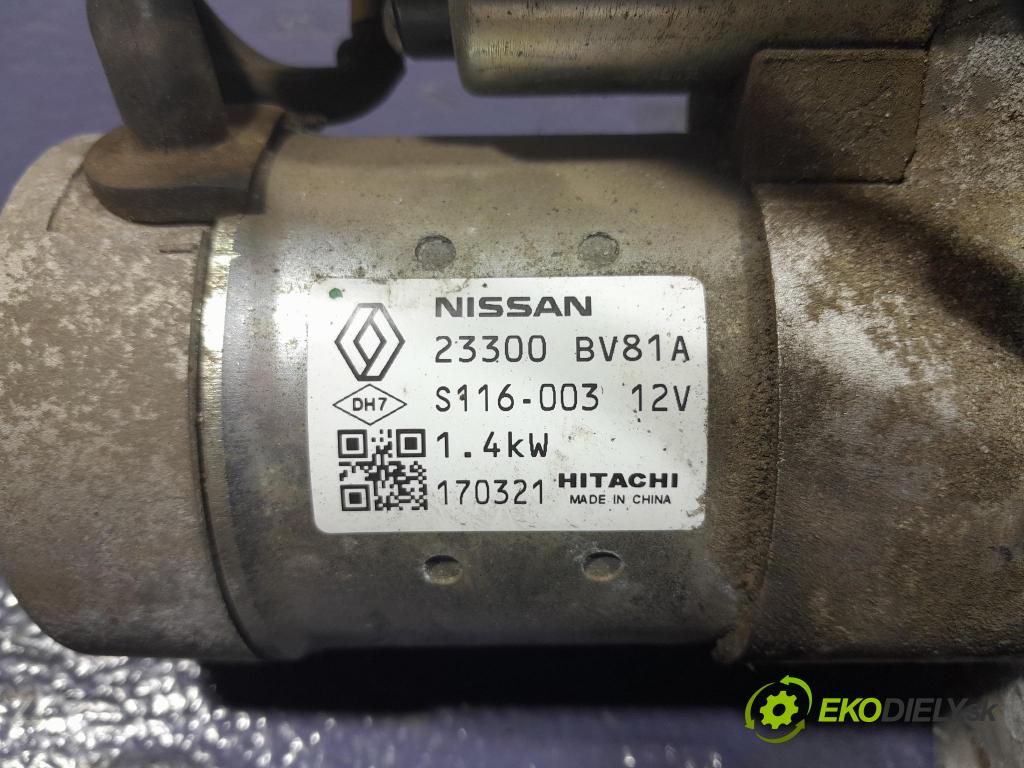 NISSAN
23300 BV81A
DH7
S116-003 12V
1.4kW
170321 HITACHI
MADE IN CHINA
EKODIELY.sk